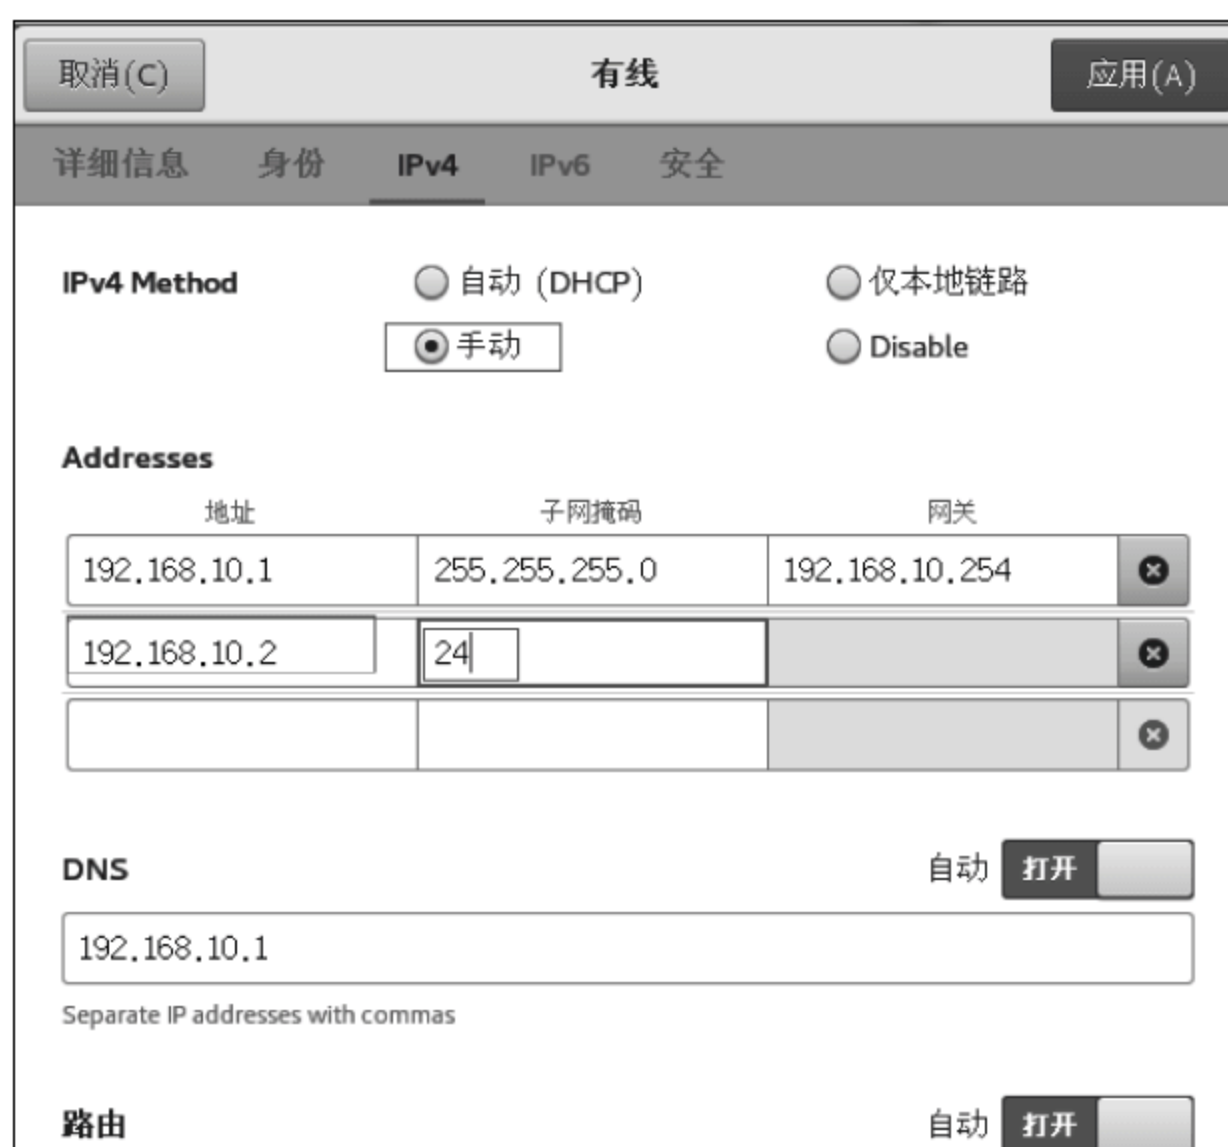 取消(C) 有线 应用(A)
详细信息 身份 IPv4 IPv6 安全
IPv4 Method 自动 (DHCP) 仅本地链路
手动 Disable
Addresses
地址 子网掩码 网关
192.168.10.1 255.255.255.0 192.168.10.254
192.168.10.2 24
DNS 自动 打开
192.168.10.1
Separate IP addresses with commas
路由 自动 打开